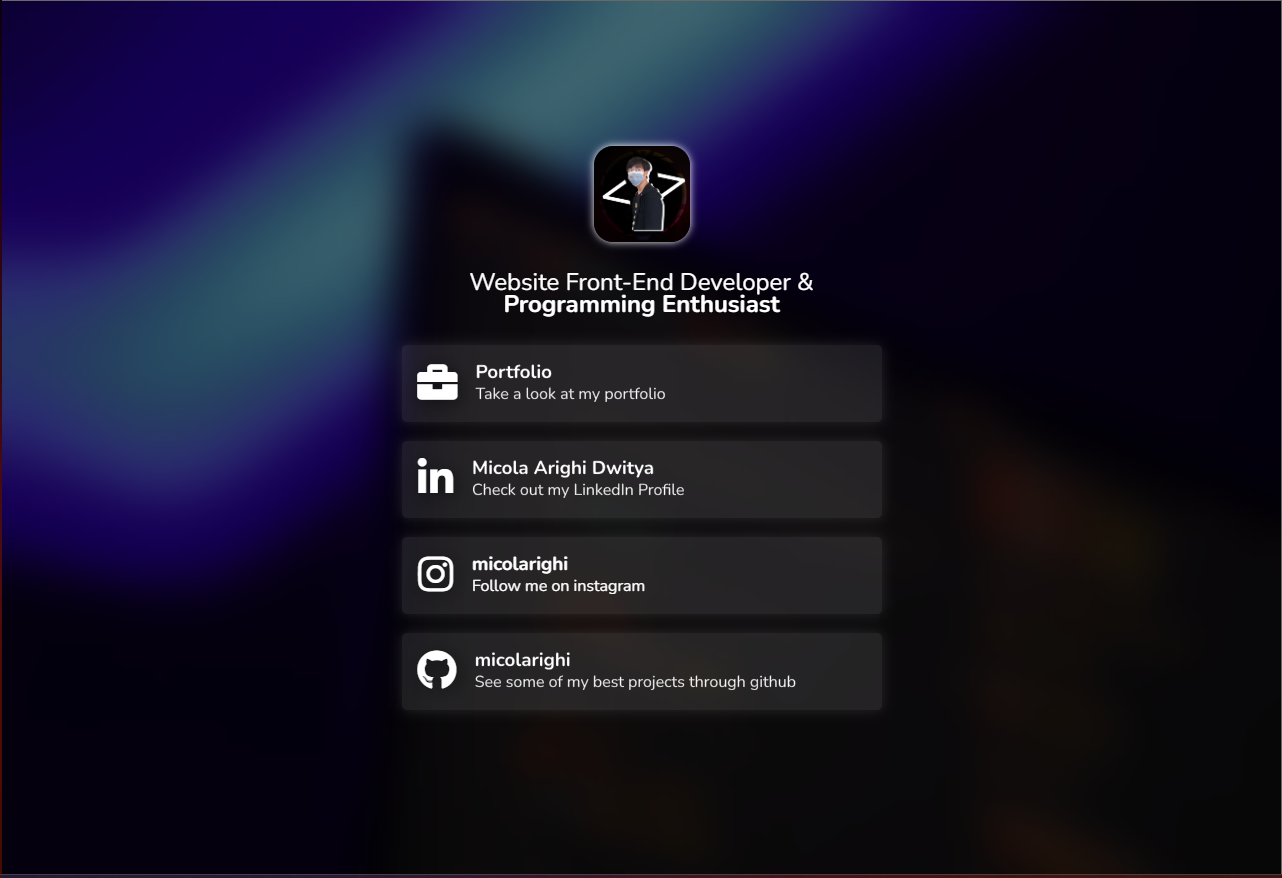 Website Front-End Developer &
Programming Enthusiast
Portfolio
Take a look at my portfolio
Micola Arighi Dwitya
Check out my LinkedIn Profile
micolarighi
Follow me on instagram
micolarighi
See some of my best projects through github